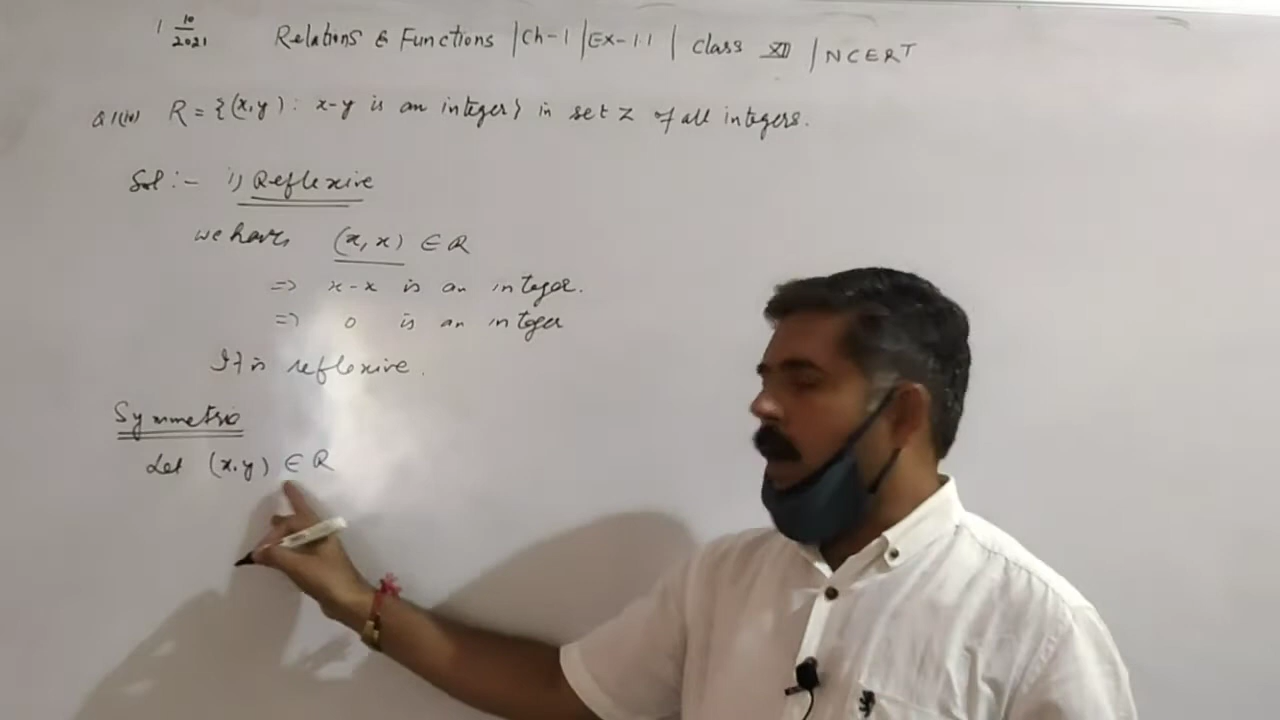 1 10/2021 Relations & Functions |Ch-1|Ex-1.1| Class XII |NCERT
Q1(iv) R = {(x,y): x-y is an integer} in set Z of all integers.
Sol:- i) Reflexive
we have (x,x) ∈ R
=> x-x is an integer.
=> 0 is an integer
It is reflexive.
Symmetric
Let (x,y) ∈ R